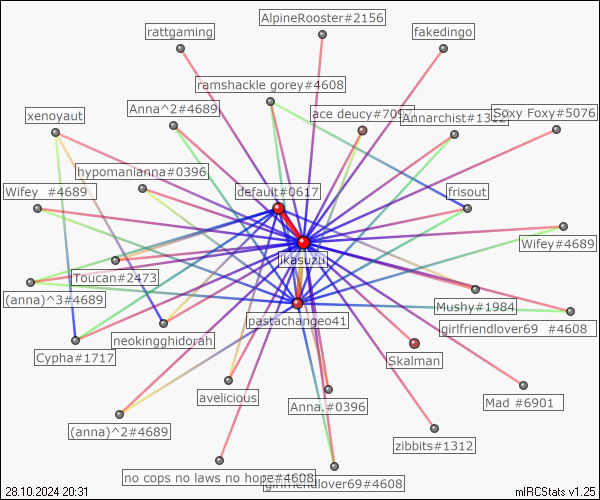 AlpineRooster#2156
rattgaming
fakedingo
ramshackle gorey#4608
xenoyaut
Anna^2#4689
ace deucy#7097
Annarchist#1312
Soxy Foxy#5076
hypomanianna#0396
Wifey #4689
default#0617
frisout
Wifey#4689
ikasuzu
Toucan#2473
(anna)^3#4689
Mushy#1984
pastachangeo41
girlfriendlover69 #4608
neokingghidorah
Cypha#1717
Skalman
avelicious
Anna.#0396
Mad #6901
(anna)^2#4689
zibbits#1312
no cops no laws no hope#4608
girlfriendlover69#4608
28.10.2024 20:31
mIRCStats v1.25